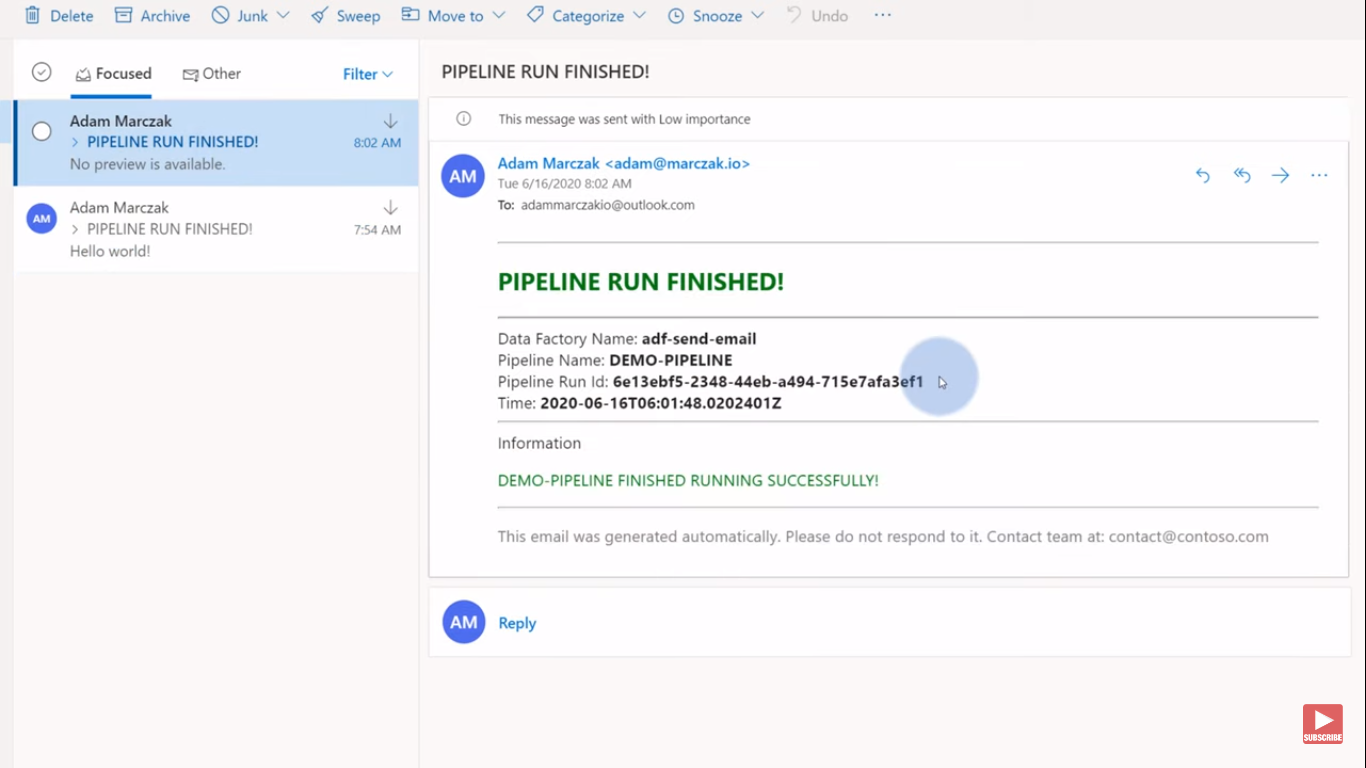 Delete Archive Junk Sweep Move to Categorize Snooze Undo ...
Focused Other Filter
Adam Marczak
> PIPELINE RUN FINISHED! 8:02 AM
No preview is available.
AM
Adam Marczak
> PIPELINE RUN FINISHED! 7:54 AM
Hello world!
PIPELINE RUN FINISHED!
This message was sent with Low importance
AM
Adam Marczak <adam@marczak.io>
Tue 6/16/2020 8:02 AM
To: adammarczakio@outlook.com
PIPELINE RUN FINISHED!
Data Factory Name: adf-send-email
Pipeline Name: DEMO-PIPELINE
Pipeline Run Id: 6e13ebf5-2348-44eb-a494-715e7afa3ef1
Time: 2020-06-16T06:01:48.0202401Z
Information
DEMO-PIPELINE FINISHED RUNNING SUCCESSFULLY!
This email was generated automatically. Please do not respond to it. Contact team at: contact@contoso.com
AM Reply
SUBSCRIBE